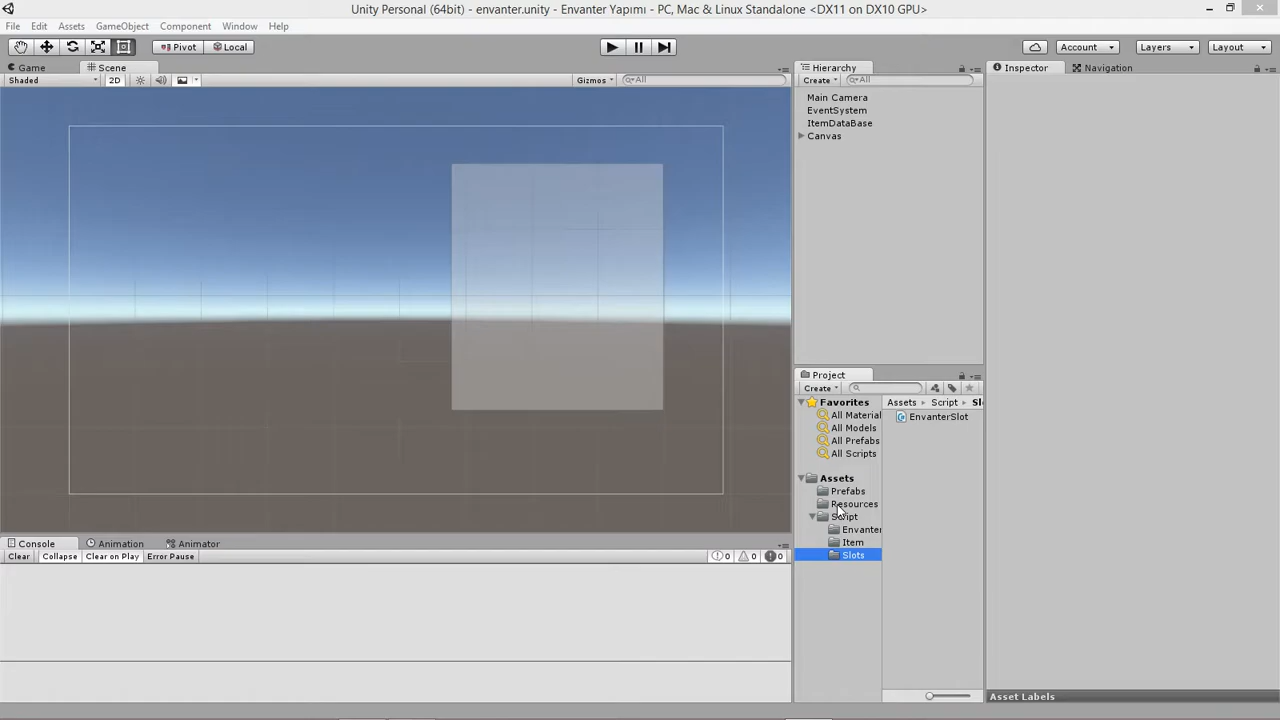 Unity Personal (64bit) - envanter.unity - Envanter Yapımı - PC, Mac & Linux Standalone <DX11 on DX10 GPU>
File Edit Assets GameObject Component Window Help
Pivot Local Account Layers Layout
Game Scene Hierarchy Inspector Navigation
Shaded 2D Gizmos All Create All
Main Camera
EventSystem
ItemDataBase
Canvas
Project
Create
Favorites Assets Script Sl
All Material EnvanterSlot
All Models
All Prefabs
All Scripts
Assets
Prefabs
Resources
Script
Envanter
Item
Slots
Console Animation Animator
Clear Collapse Clear on Play Error Pause 0 0 0
Asset Labels